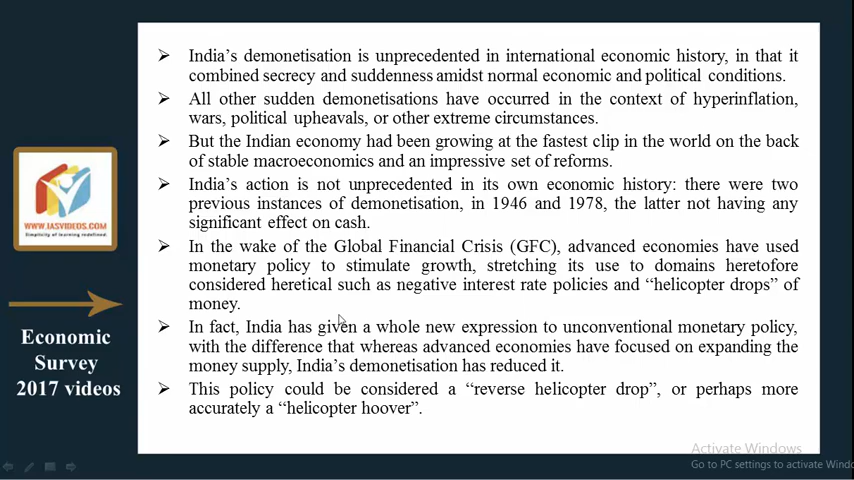 ➢ India's demonetisation is unprecedented in international economic history, in that it
combined secrecy and suddenness amidst normal economic and political conditions.
➢ All other sudden demonetisations have occurred in the context of hyperinflation,
wars, political upheavals, or other extreme circumstances.
➢ But the Indian economy had been growing at the fastest clip in the world on the back
of stable macroeconomics and an impressive set of reforms.
➢ India's action is not unprecedented in its own economic history: there were two
previous instances of demonetisation, in 1946 and 1978, the latter not having any
significant effect on cash.
➢ In the wake of the Global Financial Crisis (GFC), advanced economies have used
monetary policy to stimulate growth, stretching its use to domains heretofore
considered heretical such as negative interest rate policies and “helicopter drops” of
money.
➢ In fact, India has given a whole new expression to unconventional monetary policy,
with the difference that whereas advanced economies have focused on expanding the
money supply, India's demonetisation has reduced it.
➢ This policy could be considered a “reverse helicopter drop”, or perhaps more
accurately a “helicopter hoover”.
WWW.IASVIDEOS.COM
Simplicity of learning redefined.
Economic
Survey
2017 videos
Activate Windows
Go to PC settings to activate Windo